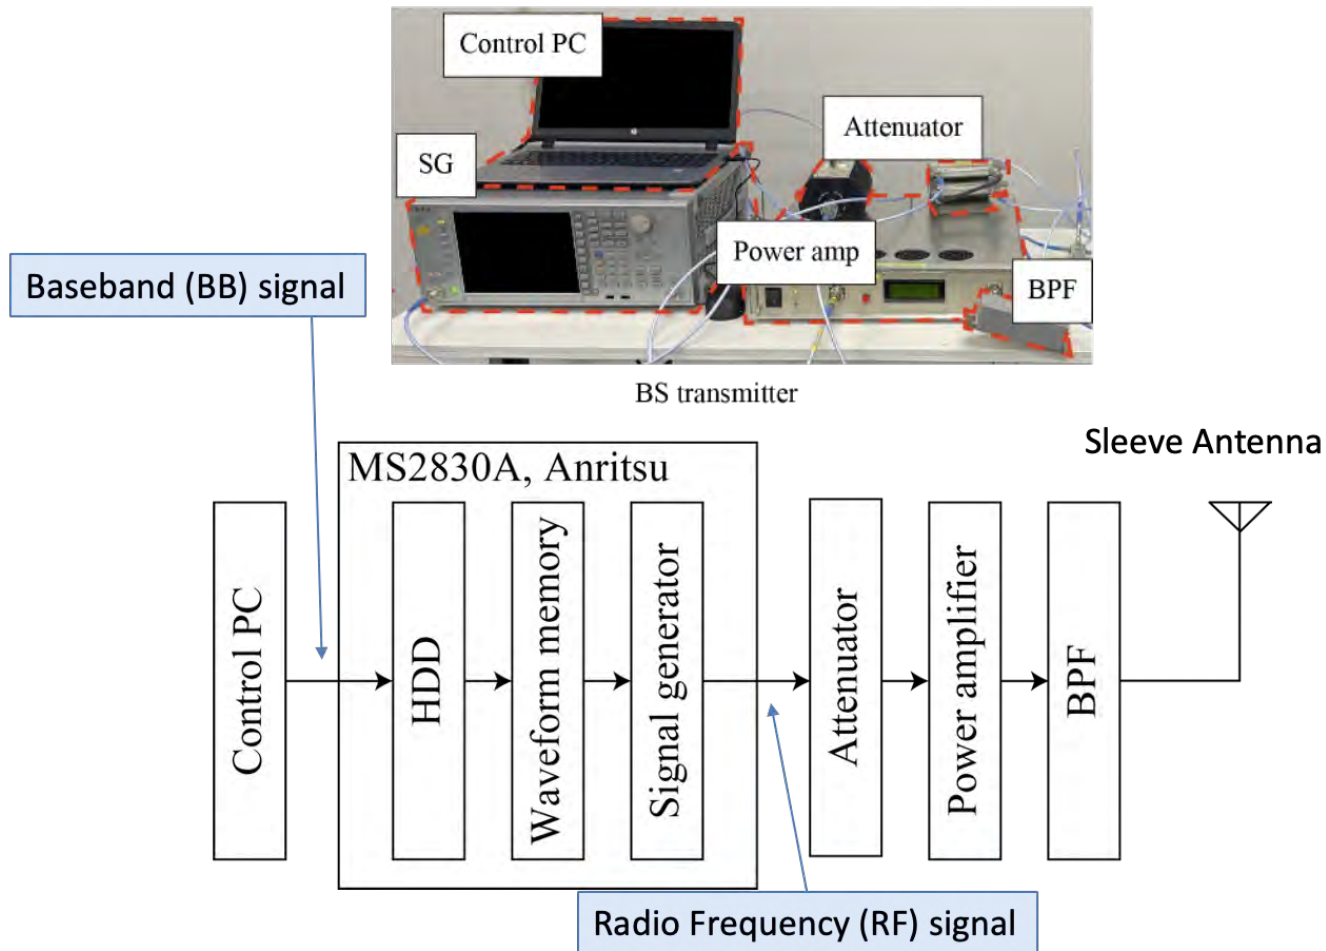 Control PC
Attenuator
SG
Power amp
BPF
Baseband (BB) signal
BS transmitter
Sleeve Antenna
MS2830A, Anritsu
Control PC
HDD
Waveform memory
Signal generator
Attenuator
Power amplifier
BPF
Radio Frequency (RF) signal